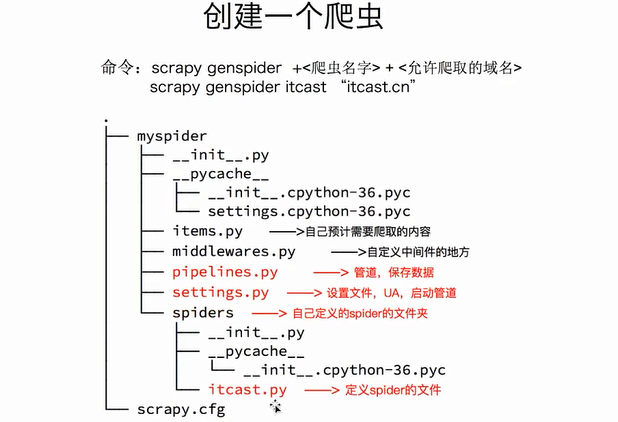 创建一个爬虫
命令：scrapy genspider +<爬虫名字> + <允许爬取的域名>
scrapy genspider itcast “itcast.cn”
.
├── myspider
│   ├── __init__.py
│   ├── __pycache__
│   │   ├── __init__.cpython-36.pyc
│   │   └── settings.cpython-36.pyc
│   ├── items.py ——>自己预计需要爬取的内容
│   ├── middlewares.py ——>自定义中间件的地方
│   ├── pipelines.py ——> 管道，保存数据
│   ├── settings.py ——> 设置文件，UA，启动管道
│   └── spiders ——> 自己定义的spider的文件夹
│       ├── __init__.py
│       ├── __pycache__
│       │   └── __init__.cpython-36.pyc
│       └── itcast.py ——> 定义spider的文件
└── scrapy.cfg